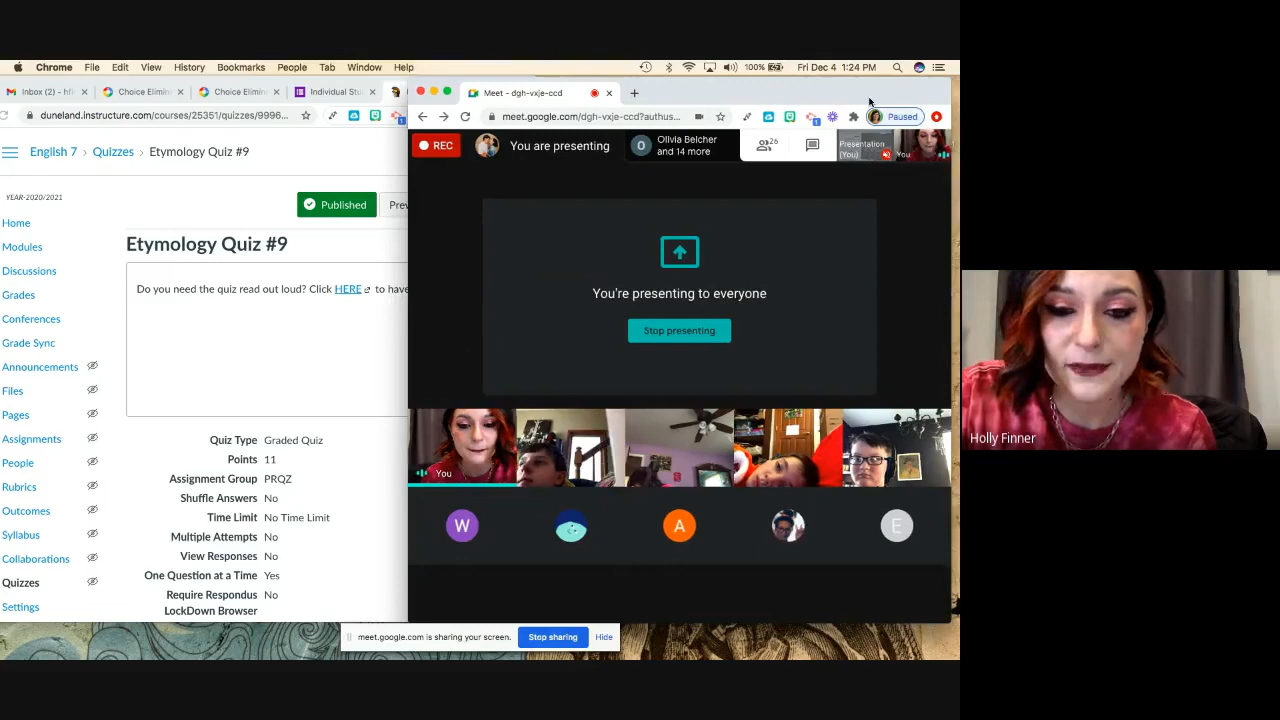 Chrome File Edit View History Bookmarks People Tab Window Help
100% Fri Dec 4 1:24 PM
Inbox (2) - hfi
Choice Elimin
Choice Elimin
Individual Stu
Meet - dgh-vxje-ccd
duneland.instructure.com/courses/25351/quizzes/9996...
meet.google.com/dgh-vxje-ccd?authus...
Paused
English 7 > Quizzes > Etymology Quiz #9
REC
You are presenting
O
Olivia Belcher
and 14 more
26
Presentation
(You)
You
YEAR-2020/2021
Home
Modules
Discussions
Grades
Conferences
Grade Sync
Announcements
Files
Pages
Assignments
People
Rubrics
Outcomes
Syllabus
Collaborations
Quizzes
Settings
Published
Prev
Etymology Quiz #9
Do you need the quiz read out loud? Click HERE to have
Quiz Type Graded Quiz
Points 11
Assignment Group PRQZ
Shuffle Answers No
Time Limit No Time Limit
Multiple Attempts No
View Responses No
One Question at a Time Yes
Require Respondus No
LockDown Browser
You're presenting to everyone
Stop presenting
You
W
A
E
meet.google.com is sharing your screen.
Stop sharing
Hide
Holly Finner